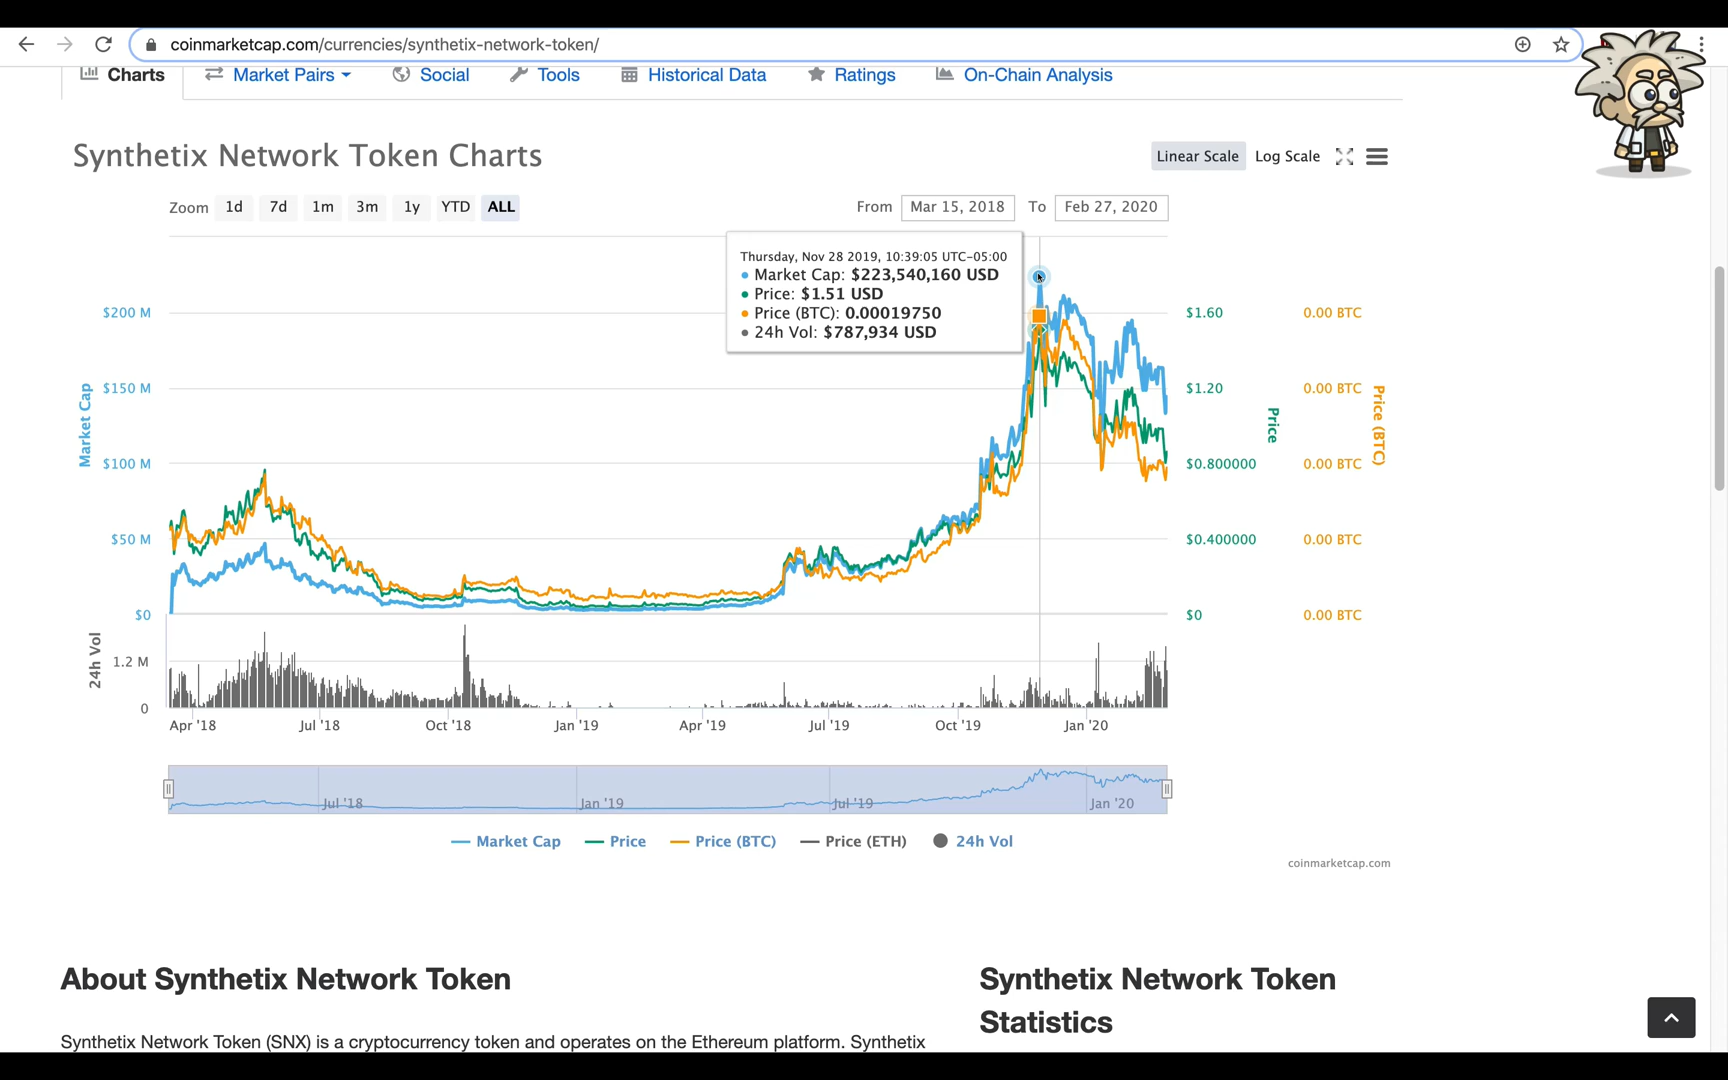 coinmarketcap.com/currencies/synthetix-network-token/
Charts Market Pairs Social Tools Historical Data Ratings On-Chain Analysis
Synthetix Network Token Charts
Linear Scale Log Scale
Zoom 1d 7d 1m 3m 1y YTD ALL
From Mar 15, 2018 To Feb 27, 2020
Thursday, Nov 28 2019, 10:39:05 UTC-05:00
Market Cap: $223,540,160 USD
Price: $1.51 USD
Price (BTC): 0.00019750
24h Vol: $787,934 USD
$200 M $1.60 0.00 BTC
$150 M $1.20 0.00 BTC
Market Cap
Price
Price (BTC)
$100 M $0.800000 0.00 BTC
$50 M $0.400000 0.00 BTC
$0 $0 0.00 BTC
24h Vol
1.2 M
0
Apr '18 Jul '18 Oct '18 Jan '19 Apr '19 Jul '19 Oct '19 Jan '20
Jul '18 Jan '19 Jul '19 Jan '20
Market Cap Price Price (BTC) Price (ETH) 24h Vol
coinmarketcap.com
About Synthetix Network Token
Synthetix Network Token (SNX) is a cryptocurrency token and operates on the Ethereum platform. Synthetix
Synthetix Network Token
Statistics